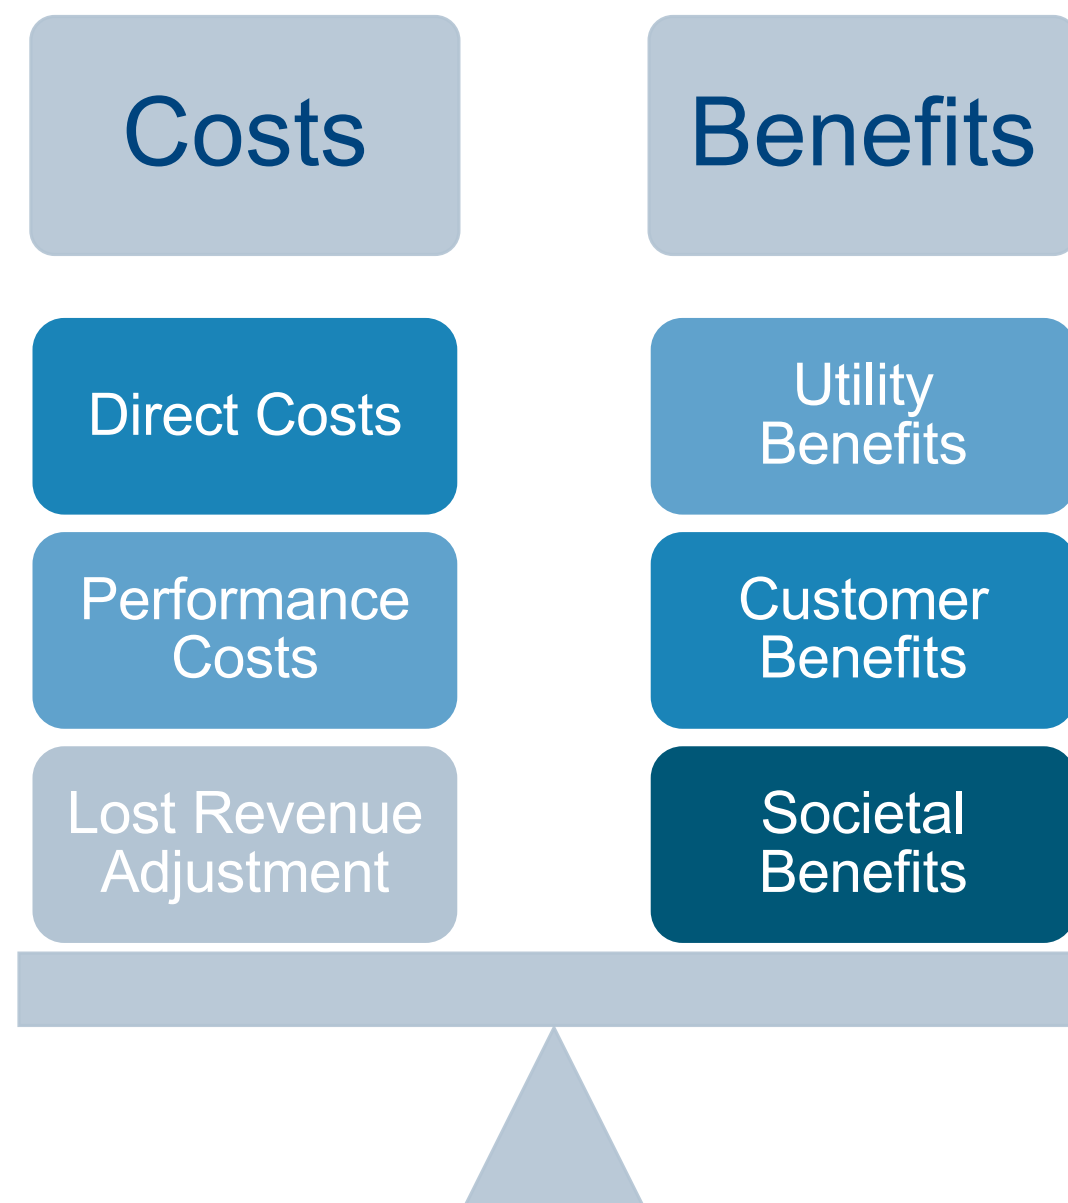 Costs
Benefits
Direct Costs
Performance
Costs
Lost Revenue
Adjustment
Utility
Benefits
Customer
Benefits
Societal
Benefits